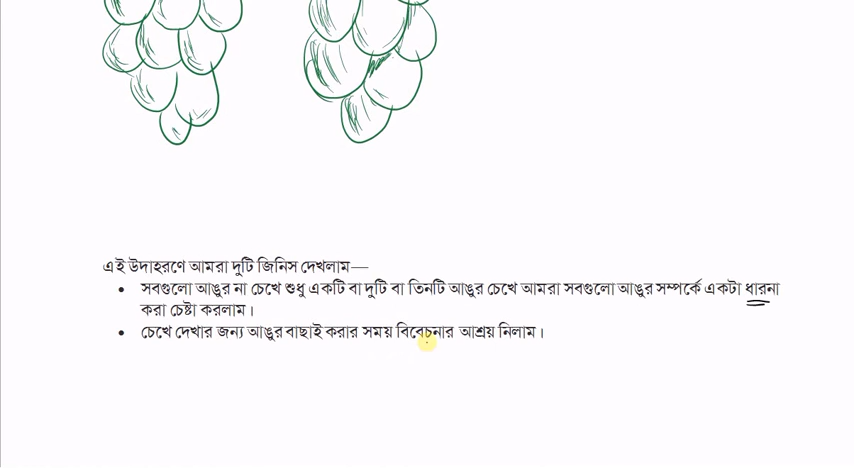 এই উদাহরণে আমরা দুটি জিনিস দেখলাম—
• সবগুলো আঙুর না চেখে শুধু একটি বা দুটি বা তিনটি আঙুর চেখে আমরা সবগুলো আঙুর সম্পর্কে একটা ধারনা
করা চেষ্টা করলাম।
• চেখে দেখার জন্য আঙুর বাছাই করার সময় বিবেচনার আশ্রয় নিলাম।